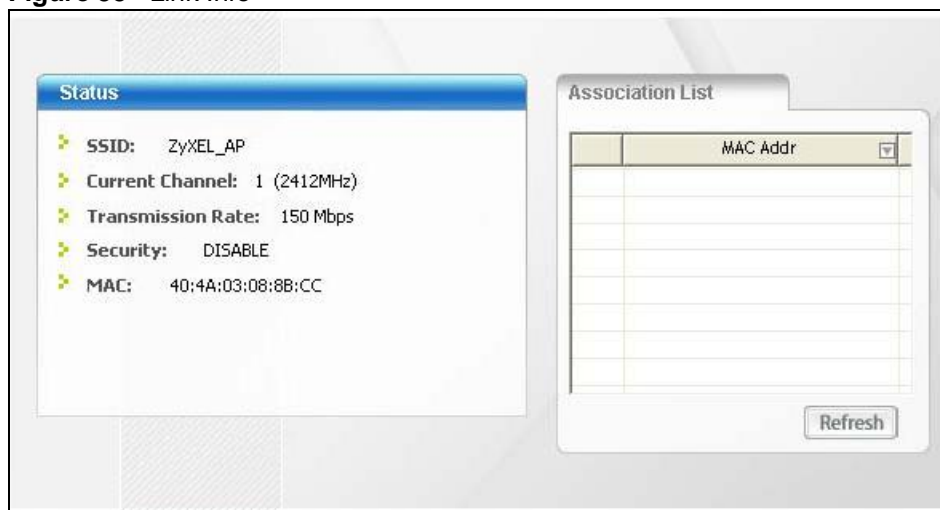 Status
SSID: ZyXEL_AP
Current Channel: 1 (2412MHz)
Transmission Rate: 150 Mbps
Security: DISABLE
MAC: 40:4A:03:08:8B:CC
Association List
MAC Addr
Refresh